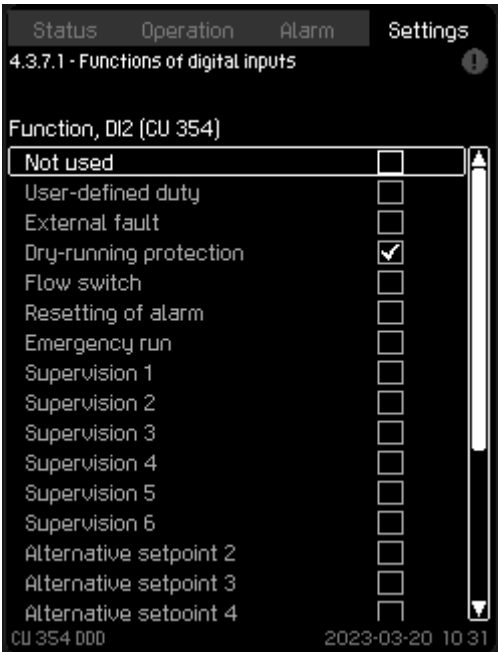 Status Operation Alarm Settings
4.3.7.1 - Functions of digital inputs
Function, DI2 (CU 354)
Not used
User-defined duty
External fault
Dry-running protection
Flow switch
Resetting of alarm
Emergency run
Supervision 1
Supervision 2
Supervision 3
Supervision 4
Supervision 5
Supervision 6
Alternative setpoint 2
Alternative setpoint 3
Alternative setpoint 4
CU 354 DDD 2023-03-20 10:31